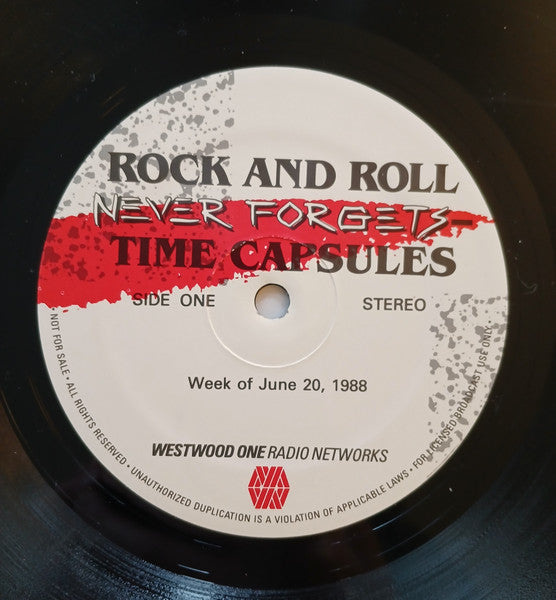 ROCK AND ROLL
NEVER FORGETS–
TIME CAPSULES
SIDE ONE STEREO
Week of June 20, 1988
WESTWOOD ONE RADIO NETWORKS
NOT FOR SALE • ALL RIGHTS RESERVED • UNAUTHORIZED DUPLICATION IS A VIOLATION OF APPLICABLE LAWS • FOR LICENSED BROADCAST USE ONLY